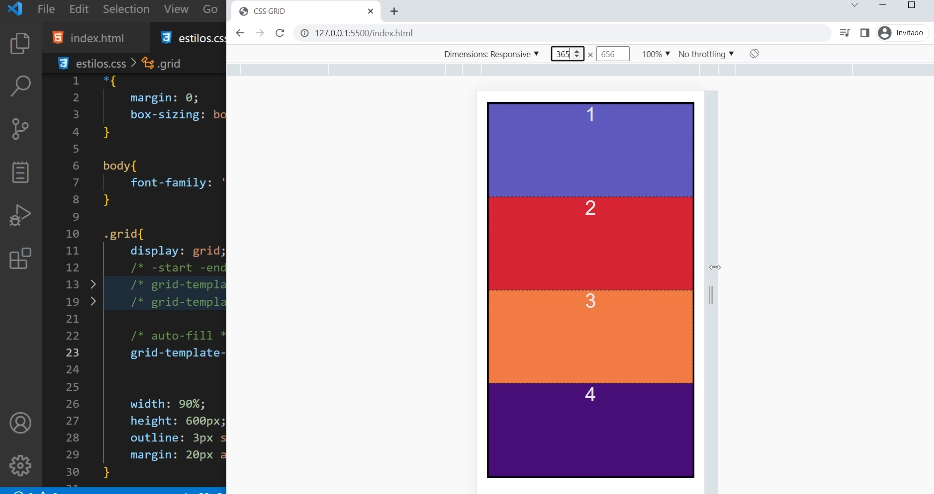 File Edit Selection View Go
CSS GRID
index.html
estilos.css
127.0.0.1:5500/index.html
Invitado
estilos.css > .grid
Dimensions: Responsive 365 × 656 100% No throttling
1 *{
2 margin: 0;
3 box-sizing: bo
4 }
5
6 body{
7 font-family: '
8 }
9
10 .grid{
11 display: grid;
12 /* -start -end
13 /* grid-templa
19 /* grid-templa
21
22 /* auto-fill *
23 grid-template-
24
25
26 width: 90%;
27 height: 600px;
28 outline: 3px s
29 margin: 20px a
30 }
1
2
3
4